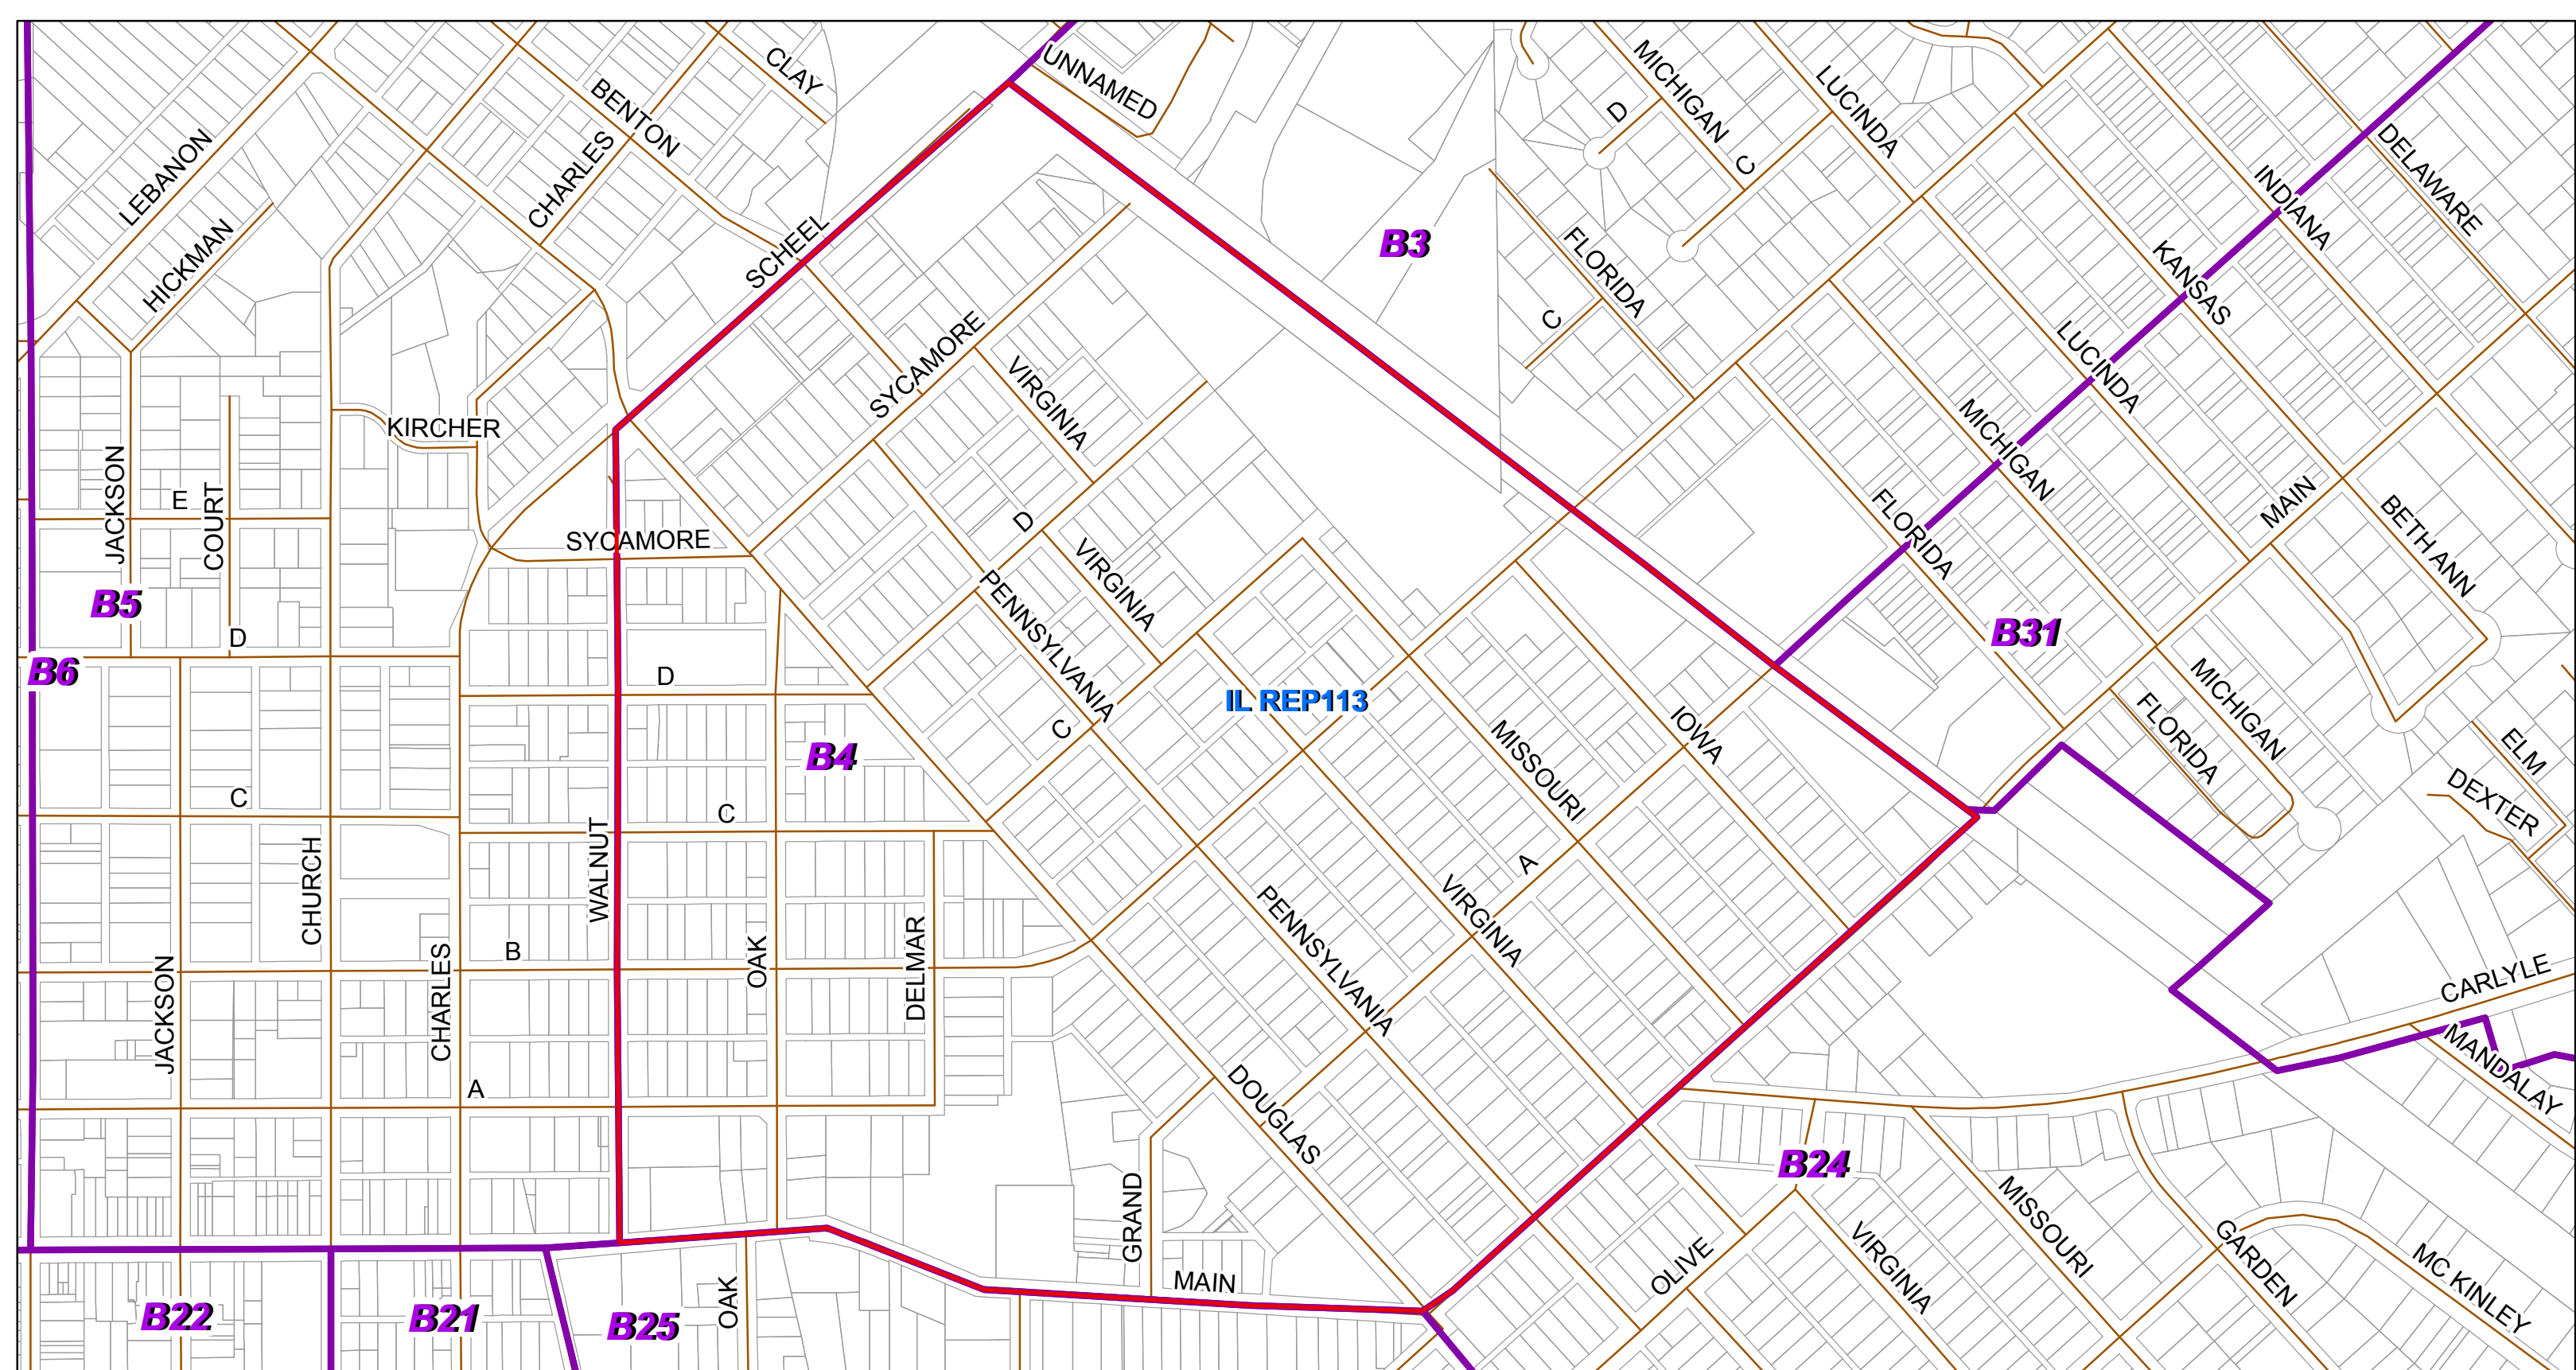 UNNAMED
CLAY
MICHIGAN
LUCINDA
BENTON
D
C
DELAWARE
LEBANON
CHARLES
INDIANA
HICKMAN
SCHEEL
B3
FLORIDA
KANSAS
C
SYCAMORE
VIRGINIA
LUCINDA
KIRCHER
MICHIGAN
JACKSON
E
COURT
D
FLORIDA
MAIN
BETH ANN
SYCAMORE
VIRGINIA
B5
PENNSYLVANIA
B31
D
B6
D
IL REP113
MICHIGAN
C
B4
MISSOURI
IOWA
FLORIDA
ELM
C
C
DEXTER
WALNUT
CHURCH
A
VIRGINIA
PENNSYLVANIA
B
OAK
DELMAR
CARLYLE
JACKSON
CHARLES
MANDALAY
A
DOUGLAS
B24
GRAND
MISSOURI
VIRGINIA
GARDEN
OLIVE
MC KINLEY
MAIN
OAK
B22
B21
B25